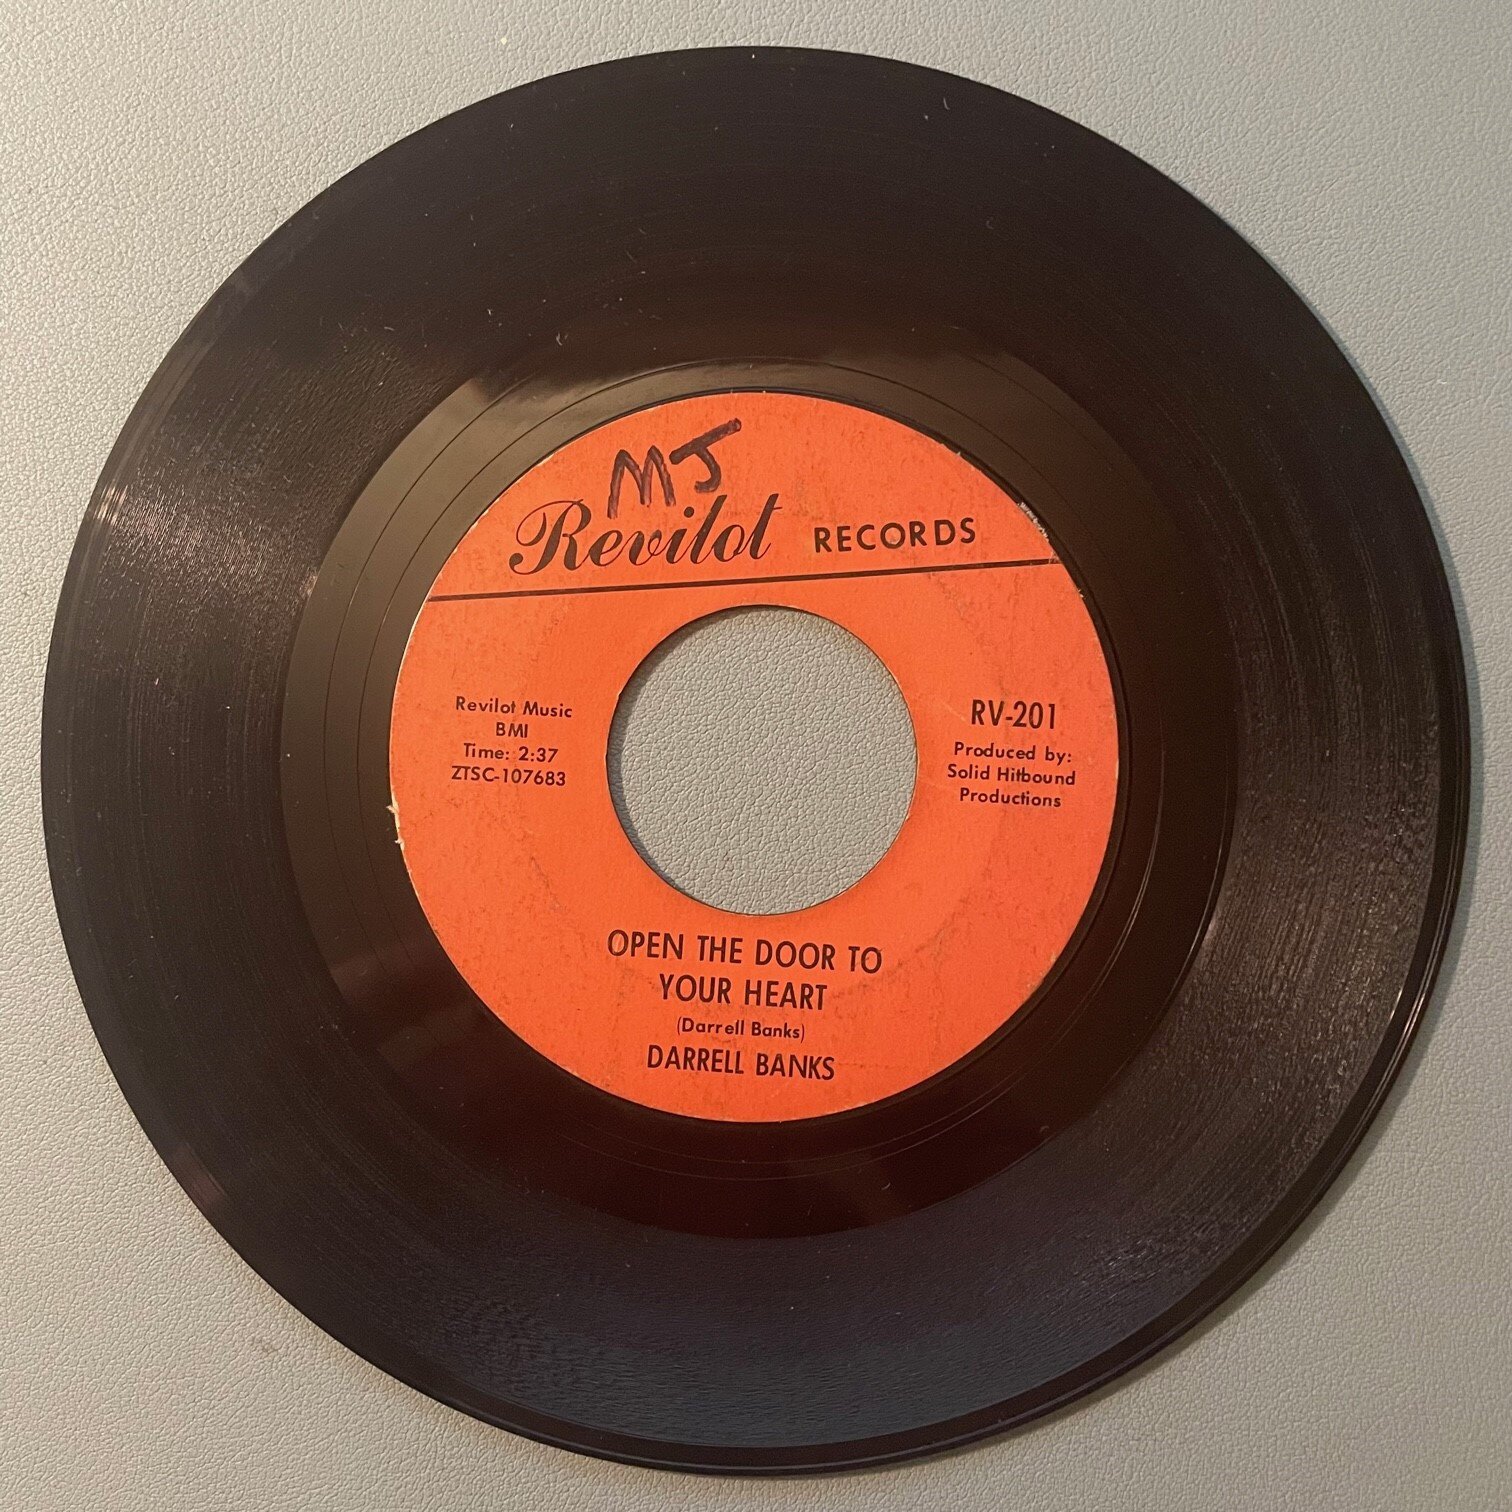 MJ
Revilot RECORDS
Revilot Music
BMI
Time: 2:37
ZTSC-107683
RV-201
Produced by:
Solid Hitbound
Productions
OPEN THE DOOR TO
YOUR HEART
(Darrell Banks)
DARRELL BANKS